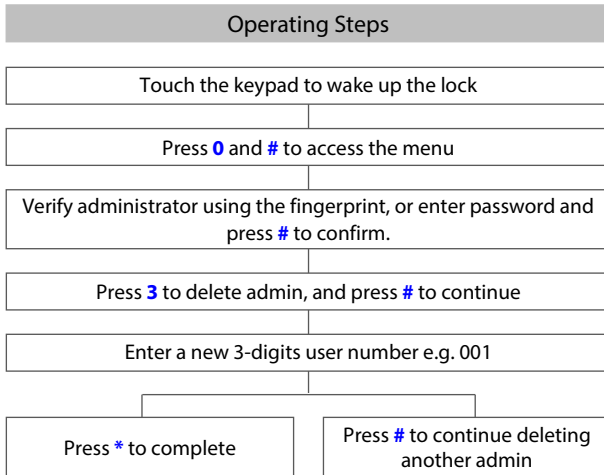 Operating Steps
Touch the keypad to wake up the lock
Press 0 and # to access the menu
Verify administrator using the fingerprint, or enter password and
press # to confirm.
Press 3 to delete admin, and press # to continue
Enter a new 3-digits user number e.g. 001
Press * to complete
Press # to continue deleting
another admin